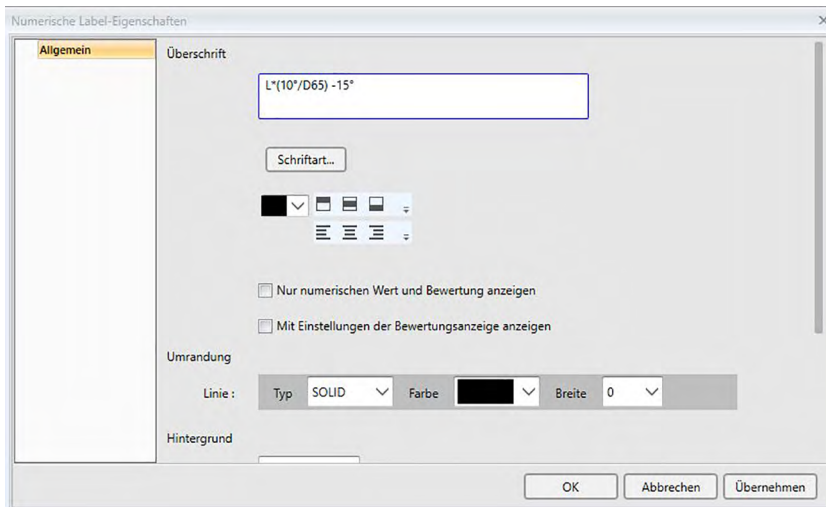 Numerische Label-Eigenschaften
Allgemein
Überschrift
L*(10°/D65) -15°
Schriftart...
Nur numerischen Wert und Bewertung anzeigen
Mit Einstellungen der Bewertungsanzeige anzeigen
Umrandung
Linie : Typ SOLID Farbe Breite 0
Hintergrund
OK Abbrechen Übernehmen